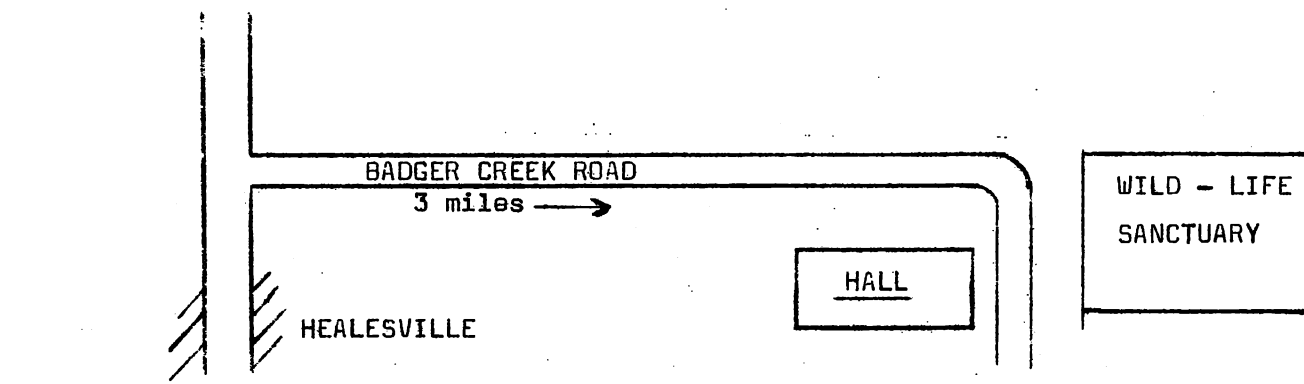 BADGER CREEK ROAD
3 miles
WILD - LIFE
SANCTUARY
HALL
HEALESVILLE